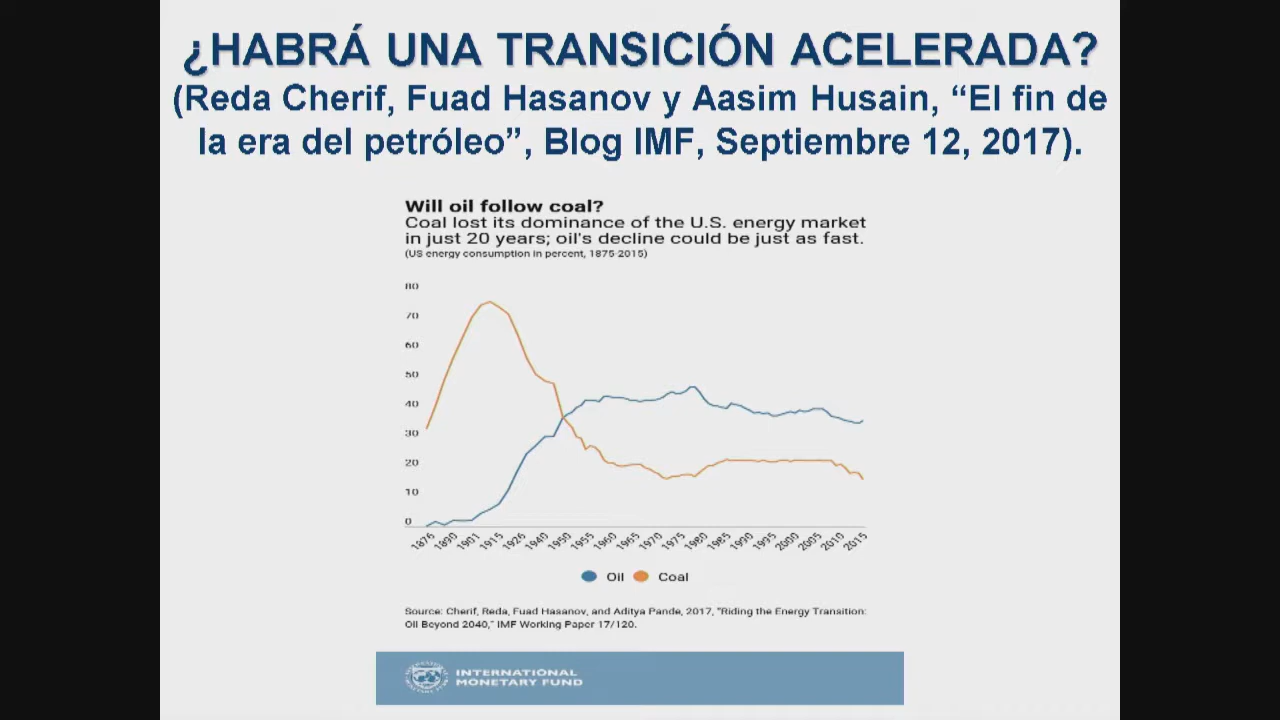 ¿HABRÁ UNA TRANSICIÓN ACELERADA?
(Reda Cherif, Fuad Hasanov y Aasim Husain, “El fin de
la era del petróleo”, Blog IMF, Septiembre 12, 2017).
Will oil follow coal?
Coal lost its dominance of the U.S. energy market
in just 20 years; oil's decline could be just as fast.
(US energy consumption in percent, 1875-2015)
80
70
60
50
40
30
20
10
0
1876 1890 1901 1915 1926 1940 1950 1955 1960 1965 1970 1975 1980 1985 1990 1995 2000 2005 2010 2015
Oil Coal
Source: Cherif, Reda, Fuad Hasanov, and Aditya Pande, 2017, "Riding the Energy Transition:
Oil Beyond 2040," IMF Working Paper 17/120.
INTERNATIONAL
MONETARY FUND